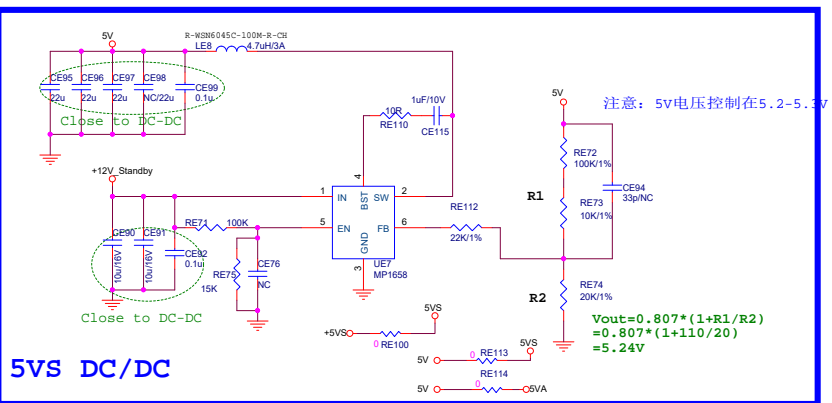 R-WSN6045C-100M-R-CH
5V
LE8
4.7uH/3A
CE95
22u
CE96
22u
CE97
22u
CE98
NC/22u
CE99
0.1u
Close to DC-DC
10R
RE110
1uF/10V
CE115
5V
注意：5V电压控制在5.2-5.3V
RE72
100K/1%
CE94
33p/NC
R1
RE73
10K/1%
R2
RE74
20K/1%
Vout=0.807*(1+R1/R2)
=0.807*(1+110/20)
=5.24V
+12V_Standby
1
IN
4
BST
SW
2
5
EN
FB
6
GND
3
UE7
MP1658
RE112
22K/1%
CE90
10u/16V
CE91
10u/16V
CE92
0.1u
RE71
100K
RE75
15K
CE76
NC
Close to DC-DC
5VS
+5VS
0
RE100
5V
0
RE113
5VS
5V
0
RE114
5VA
5VS DC/DC